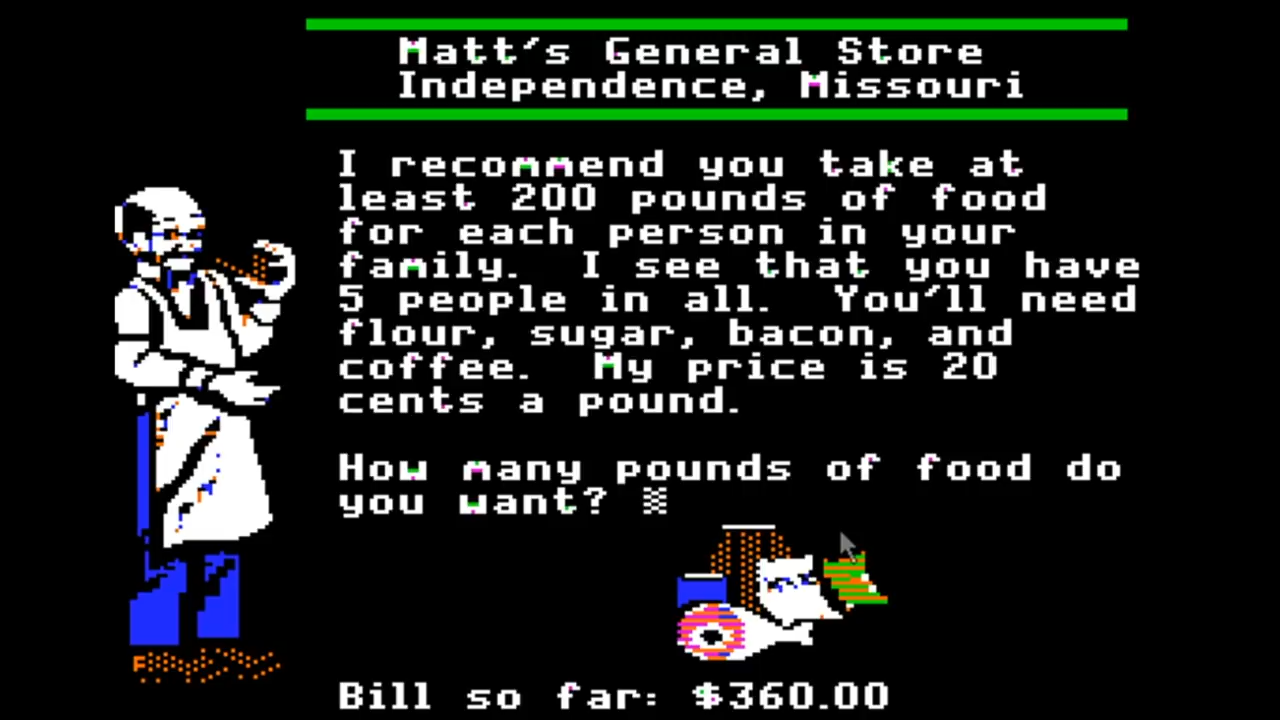 Matt's General Store
Independence, Missouri
I recommend you take at
least 200 pounds of food
for each person in your
family. I see that you have
5 people in all. You'll need
flour, sugar, bacon, and
coffee. My price is 20
cents a pound.
How many pounds of food do
you want?
Bill so far: $360.00